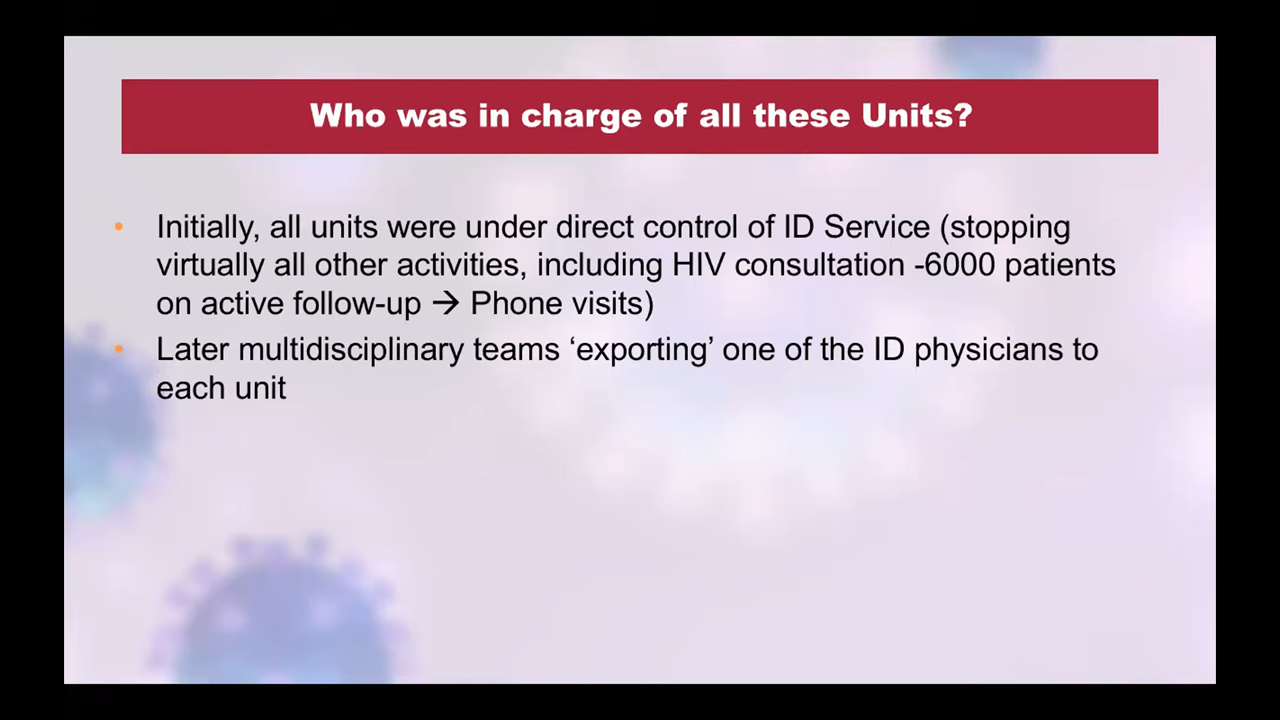 Who was in charge of all these Units?
• Initially, all units were under direct control of ID Service (stopping
virtually all other activities, including HIV consultation -6000 patients
on active follow-up → Phone visits)
• Later multidisciplinary teams ‘exporting’ one of the ID physicians to
each unit